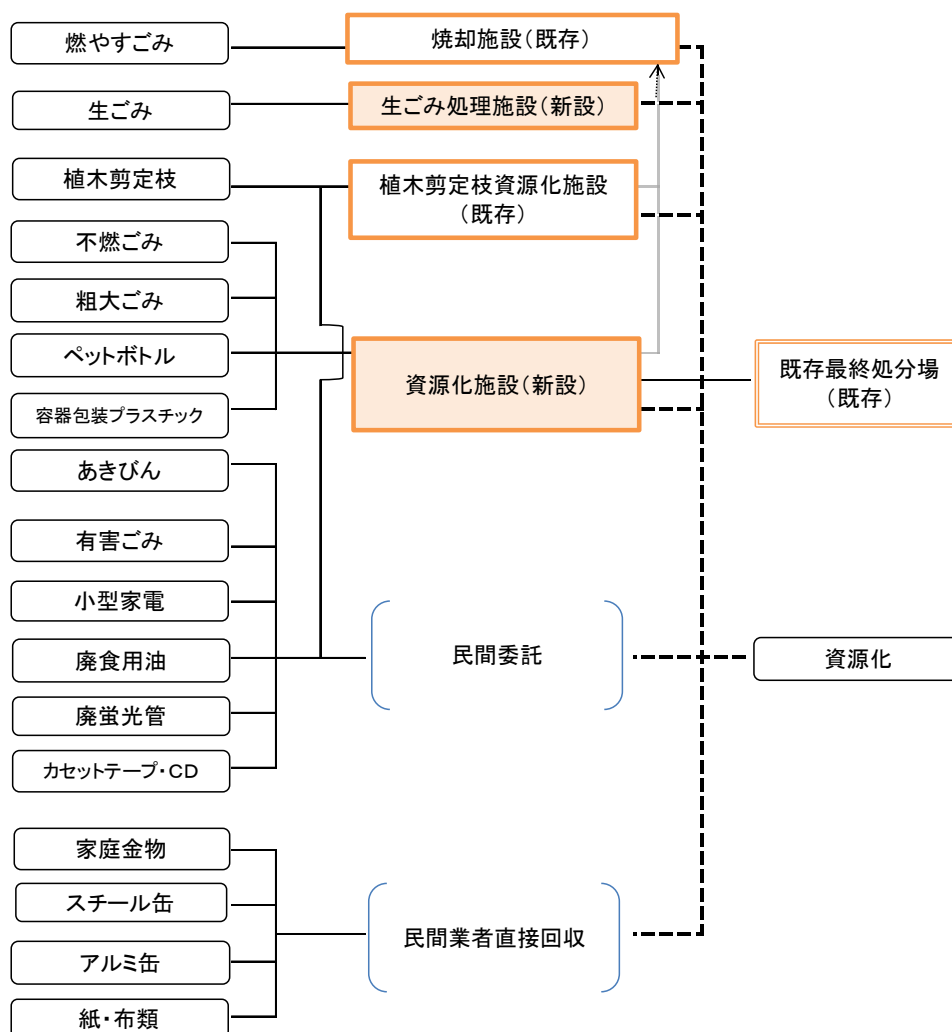 燃やすごみ
焼却施設(既存)
生ごみ
生ごみ処理施設(新設)
植木剪定枝
植木剪定枝資源化施設
(既存)
不燃ごみ
粗大ごみ
ペットボトル
容器包装プラスチック
資源化施設(新設)
既存最終処分場
(既存)
あきびん
有害ごみ
小型家電
廃食用油
廃蛍光管
カセットテープ・CD
民間委託
資源化
家庭金物
スチール缶
アルミ缶
紙・布類
民間業者直接回収